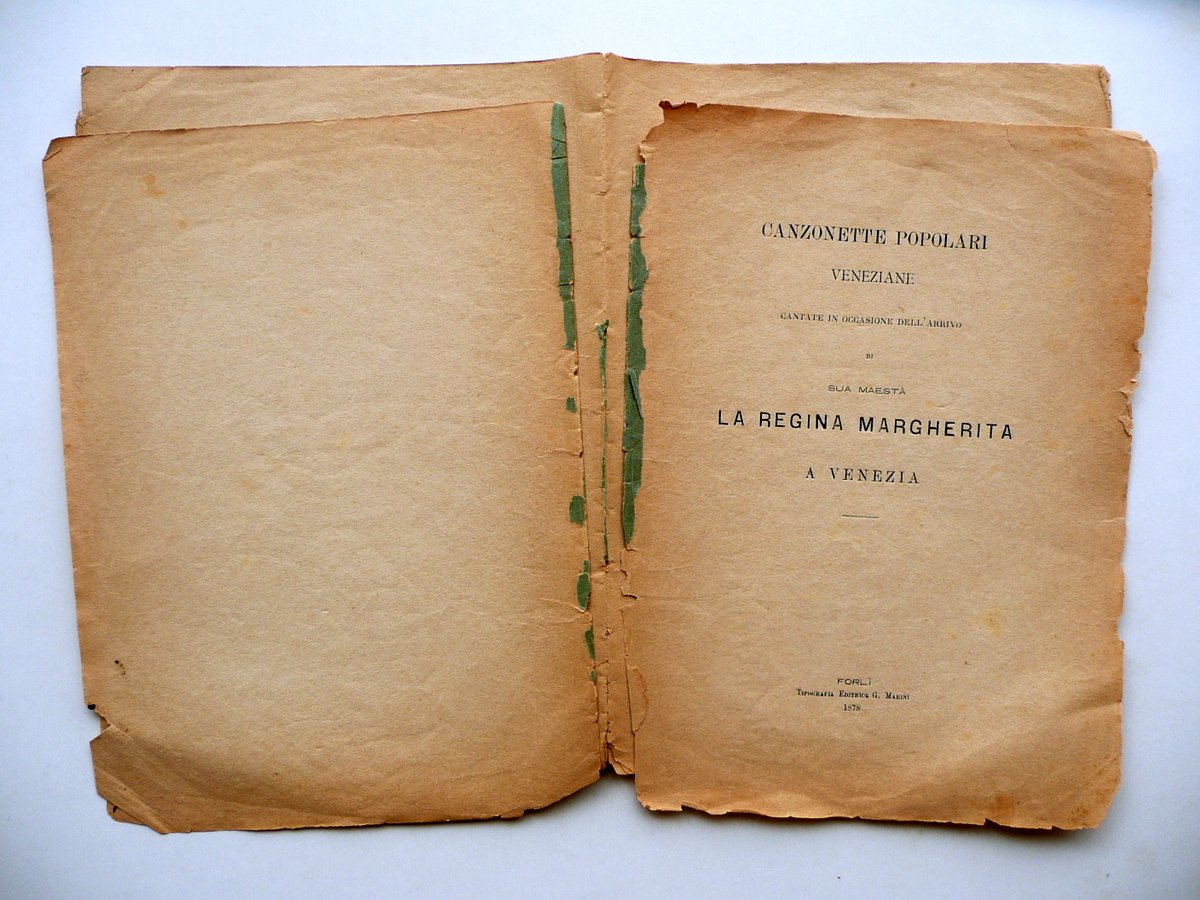 CANZONETTE POPOLARI
VENEZIANE
CANTATE IN OCCASIONE DELL'ARRIVO
DI
SUA MAESTÀ
LA REGINA MARGHERITA
A VENEZIA
FORLÌ
TIPOGRAFIA EDITRICE G. MARINI
1878